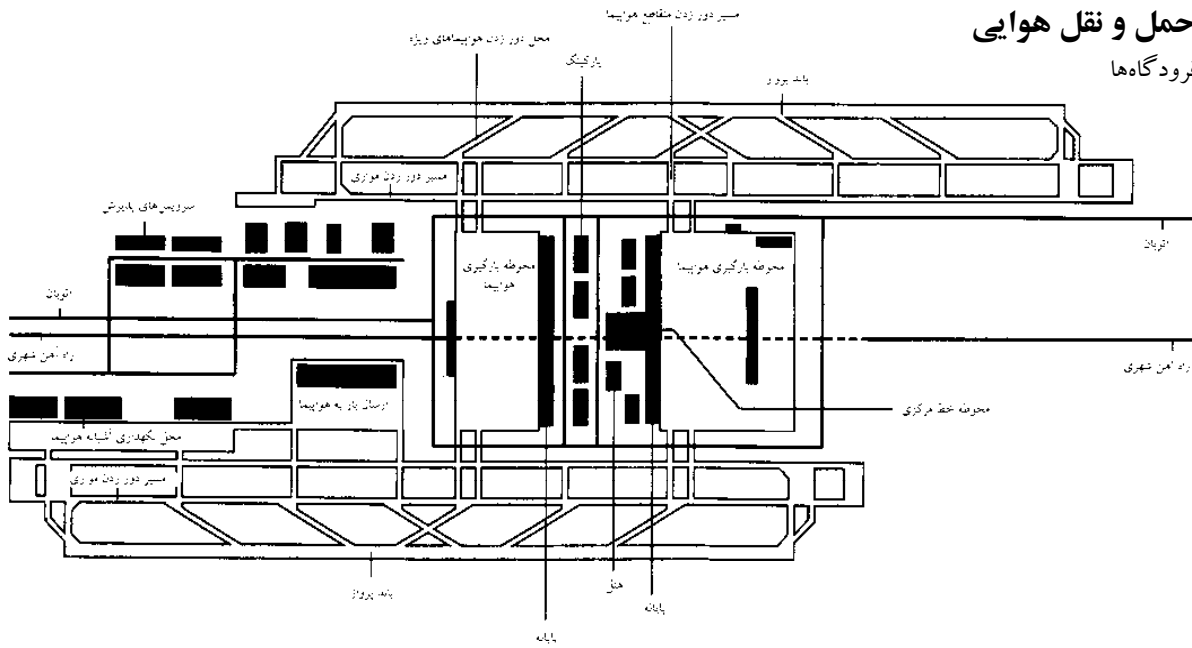 حمل و نقل هوایی
فرودگاه‌ها
مسیر دور زدن متقاطع هواپیما
محل دور زدن هواپیماهای ویژه
پارکینگ
باند پرواز
مسیر دور زدن موازی
سرویس‌های پذیرش
اتوبان
محوطه بارگیری
هواپیما
محوطه بارگیری هواپیما
اتوبان
راه آهن شهری
راه آهن شهری
ارسال بار به هواپیما
محوطه خط مرکزی
محل نگهداری آشیانه هواپیما
مسیر دور زدن موازی
باند پرواز
هتل
پایانه
پایانه